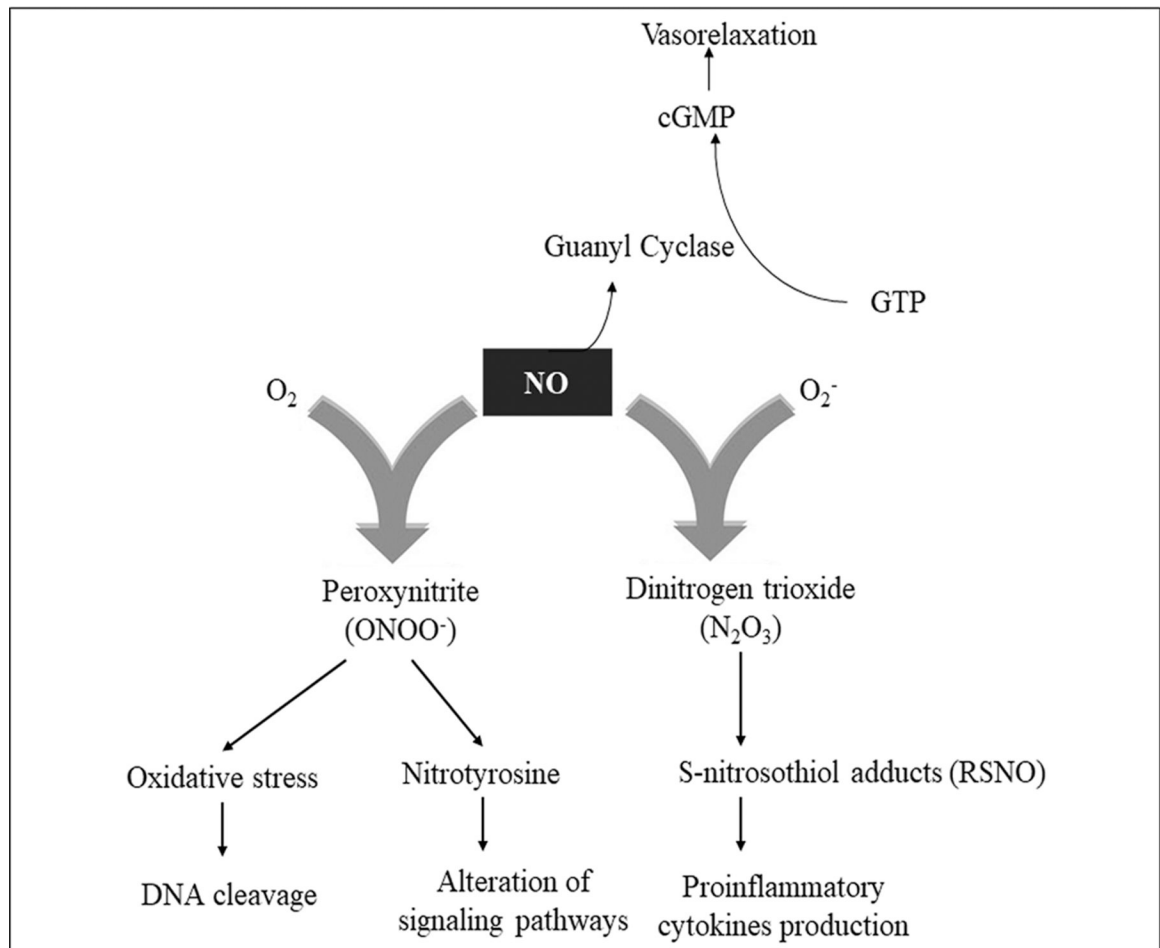 Vasorelaxation
cGMP
Guanyl Cyclase
GTP
NO
O₂
O₂⁻
Peroxynitrite
(ONOO⁻)
Dinitrogen trioxide
(N₂O₃)
Oxidative stress
Nitrotyrosine
S-nitrosothiol adducts (RSNO)
DNA cleavage
Alteration of
signaling pathways
Proinflammatory
cytokines production